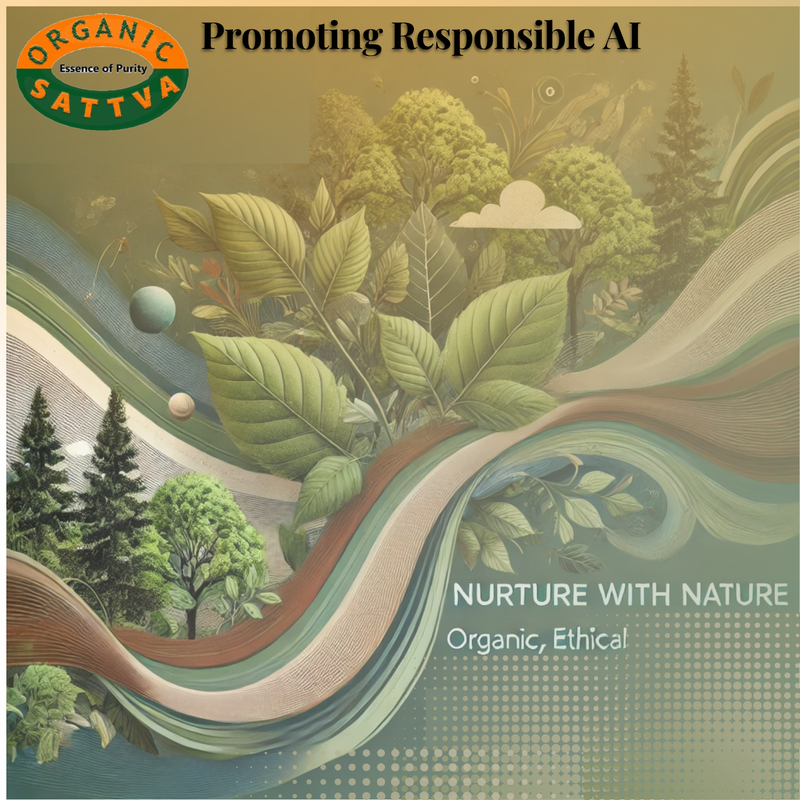 ORGANIC
Essence of Purity
SATTVA
Promoting Responsible AI
NURTURE WITH NATURE
Organic, Ethical